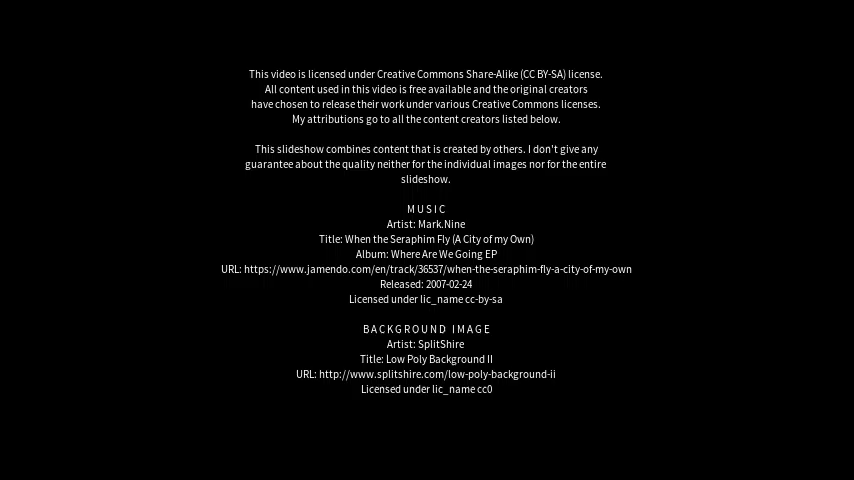 This video is licensed under Creative Commons Share-Alike (CC BY-SA) license.
All content used in this video is free available and the original creators
have chosen to release their work under various Creative Commons licenses.
My attributions go to all the content creators listed below.
This slideshow combines content that is created by others. I don't give any
guarantee about the quality neither for the individual images nor for the entire
slideshow.
MUSIC
Artist: Mark.Nine
Title: When the Seraphim Fly (A City of my Own)
Album: Where Are We Going EP
URL: https://www.jamendo.com/en/track/36537/when-the-seraphim-fly-a-city-of-my-own
Released: 2007-02-24
Licensed under lic_name cc-by-sa
BACKGROUND IMAGE
Artist: SplitShire
Title: Low Poly Background II
URL: http://www.splitshire.com/low-poly-background-ii
Licensed under lic_name cc0